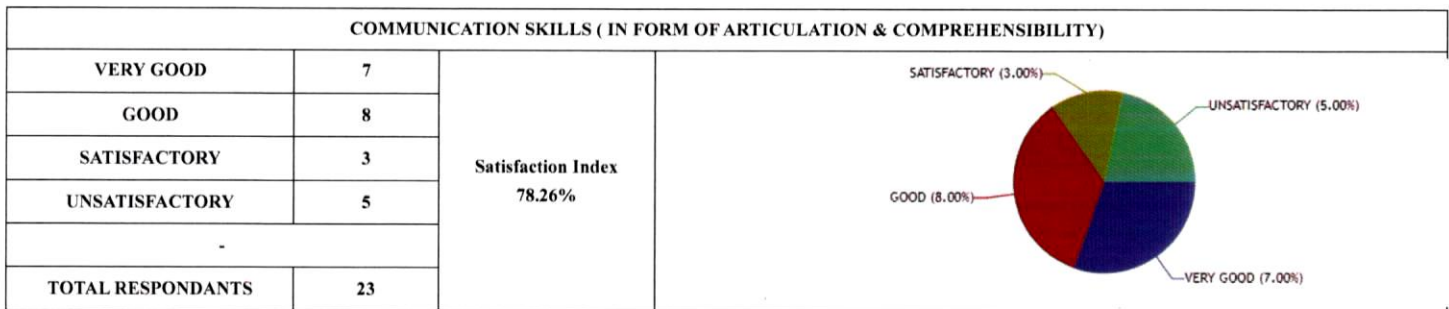 COMMUNICATION SKILLS ( IN FORM OF ARTICULATION & COMPREHENSIBILITY)
VERY GOOD 7
GOOD 8
SATISFACTORY 3
UNSATISFACTORY 5
-
TOTAL RESPONDANTS 23
Satisfaction Index
78.26%
SATISFACTORY (3.00%)
UNSATISFACTORY (5.00%)
GOOD (8.00%)
VERY GOOD (7.00%)